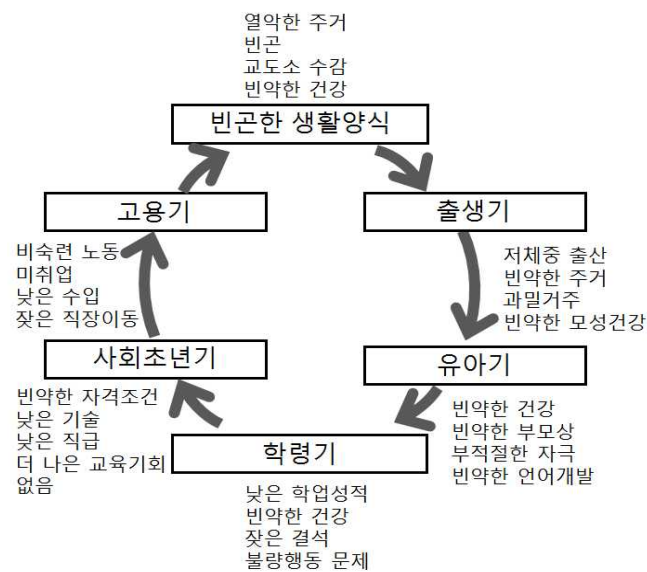 열악한 주거
빈곤
교도소 수감
빈약한 건강
빈곤한 생활양식
출생기
저체중 출산
빈약한 주거
과밀거주
빈약한 모성건강
유아기
빈약한 건강
빈약한 부모상
부적절한 자극
빈약한 언어개발
학령기
낮은 학업성적
빈약한 건강
잦은 결석
불량행동 문제
사회초년기
빈약한 자격조건
낮은 기술
낮은 직급
더 나은 교육기회
없음
고용기
비숙련 노동
미취업
낮은 수입
잦은 직장이동